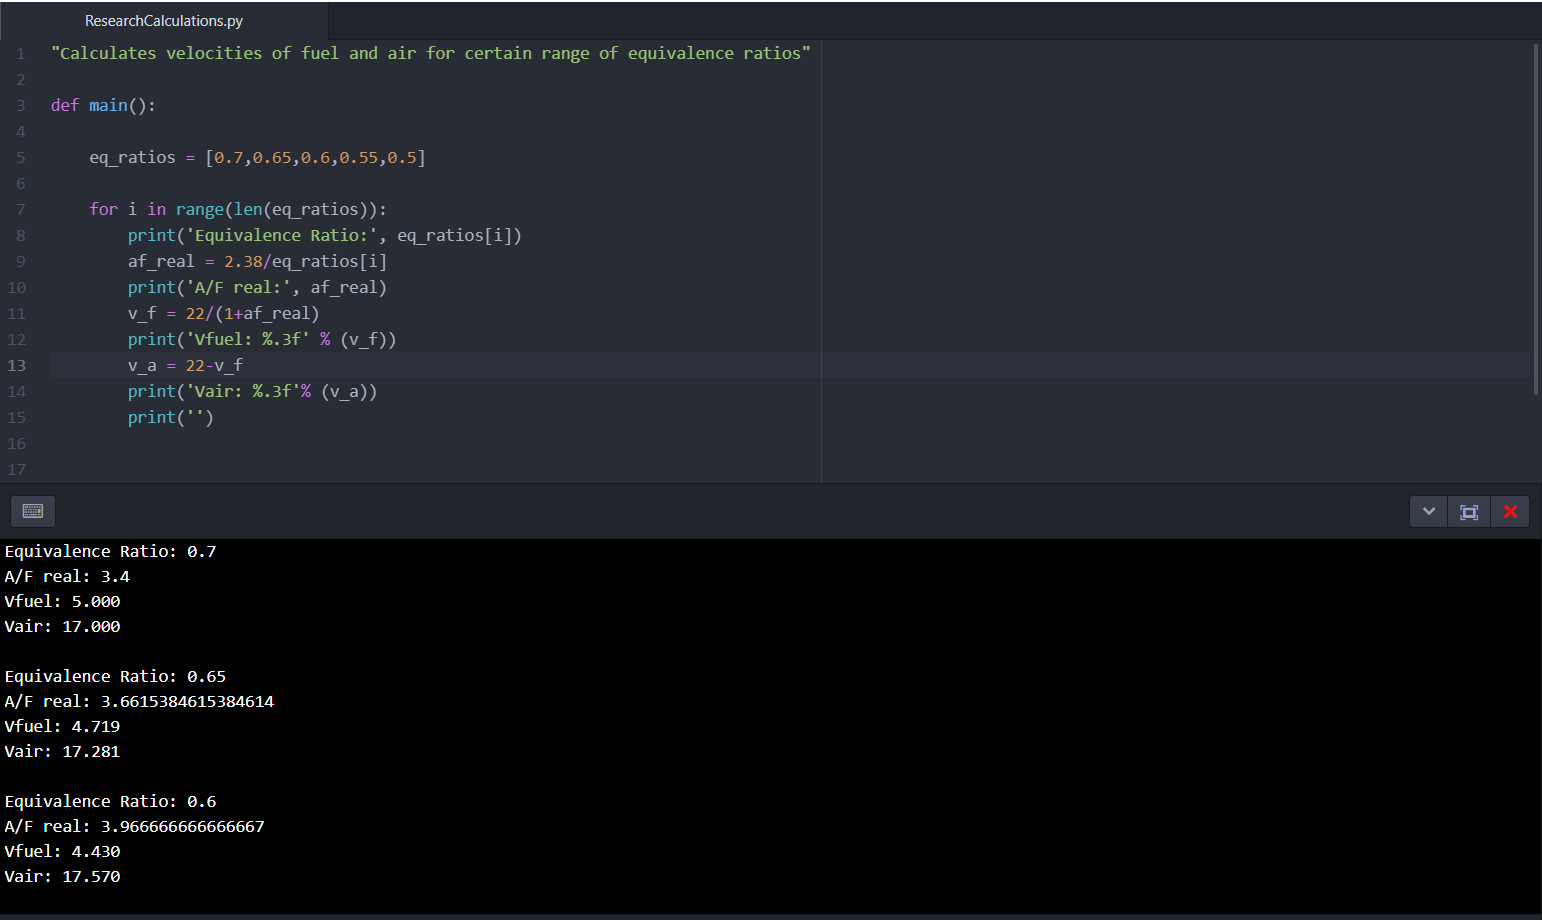 ResearchCalculations.py
1 "Calculates velocities of fuel and air for certain range of equivalence ratios"
2
3 def main():
4
5     eq_ratios = [0.7,0.65,0.6,0.55,0.5]
6
7     for i in range(len(eq_ratios)):
8         print('Equivalence Ratio:', eq_ratios[i])
9         af_real = 2.38/eq_ratios[i]
10         print('A/F real:', af_real)
11         v_f = 22/(1+af_real)
12         print('Vfuel: %.3f' % (v_f))
13         v_a = 22-v_f
14         print('Vair: %.3f'% (v_a))
15         print('')
16
17
Equivalence Ratio: 0.7
A/F real: 3.4
Vfuel: 5.000
Vair: 17.000
Equivalence Ratio: 0.65
A/F real: 3.6615384615384614
Vfuel: 4.719
Vair: 17.281
Equivalence Ratio: 0.6
A/F real: 3.966666666666667
Vfuel: 4.430
Vair: 17.570